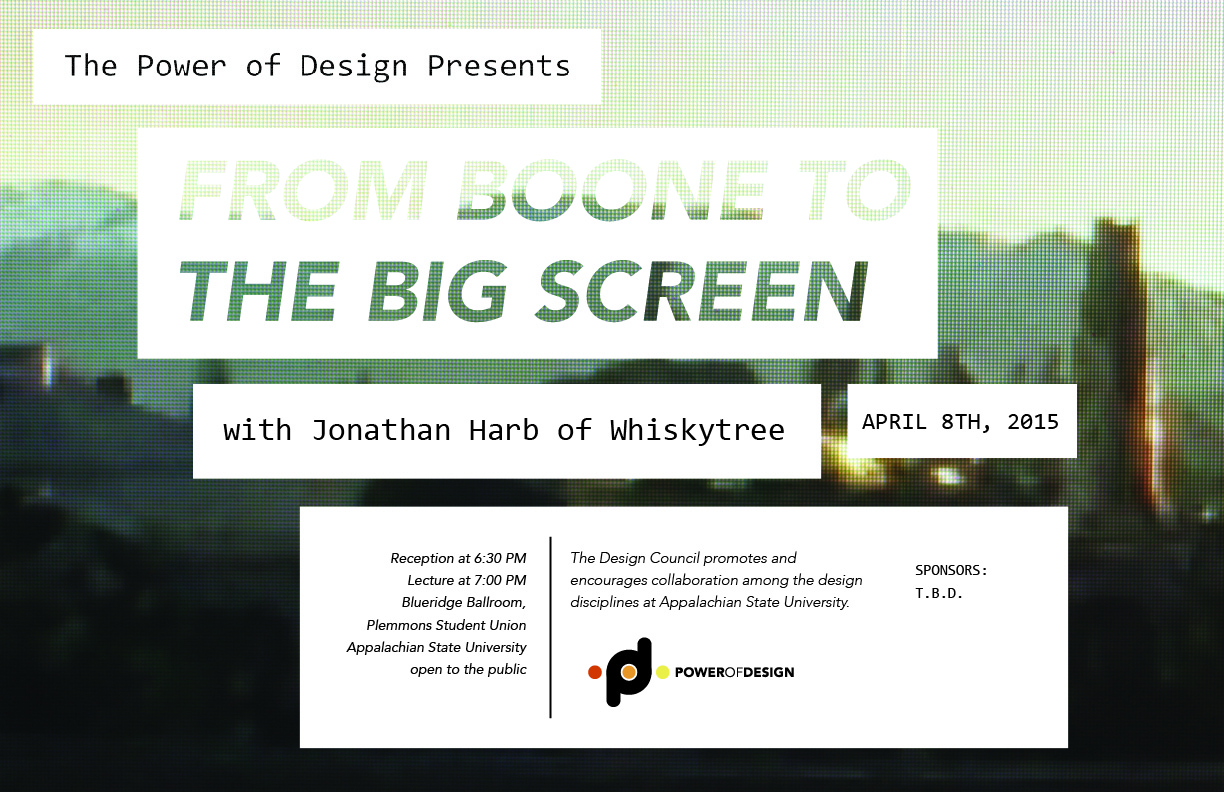 The Power of Design Presents
FROM BOONE TO
THE BIG SCREEN
with Jonathan Harb of Whiskytree
APRIL 8TH, 2015
Reception at 6:30 PM
Lecture at 7:00 PM
Blueridge Ballroom,
Plemmons Student Union
Appalachian State University
open to the public
The Design Council promotes and
encourages collaboration among the design
disciplines at Appalachian State University.
POWEROFDESIGN
SPONSORS:
T.B.D.